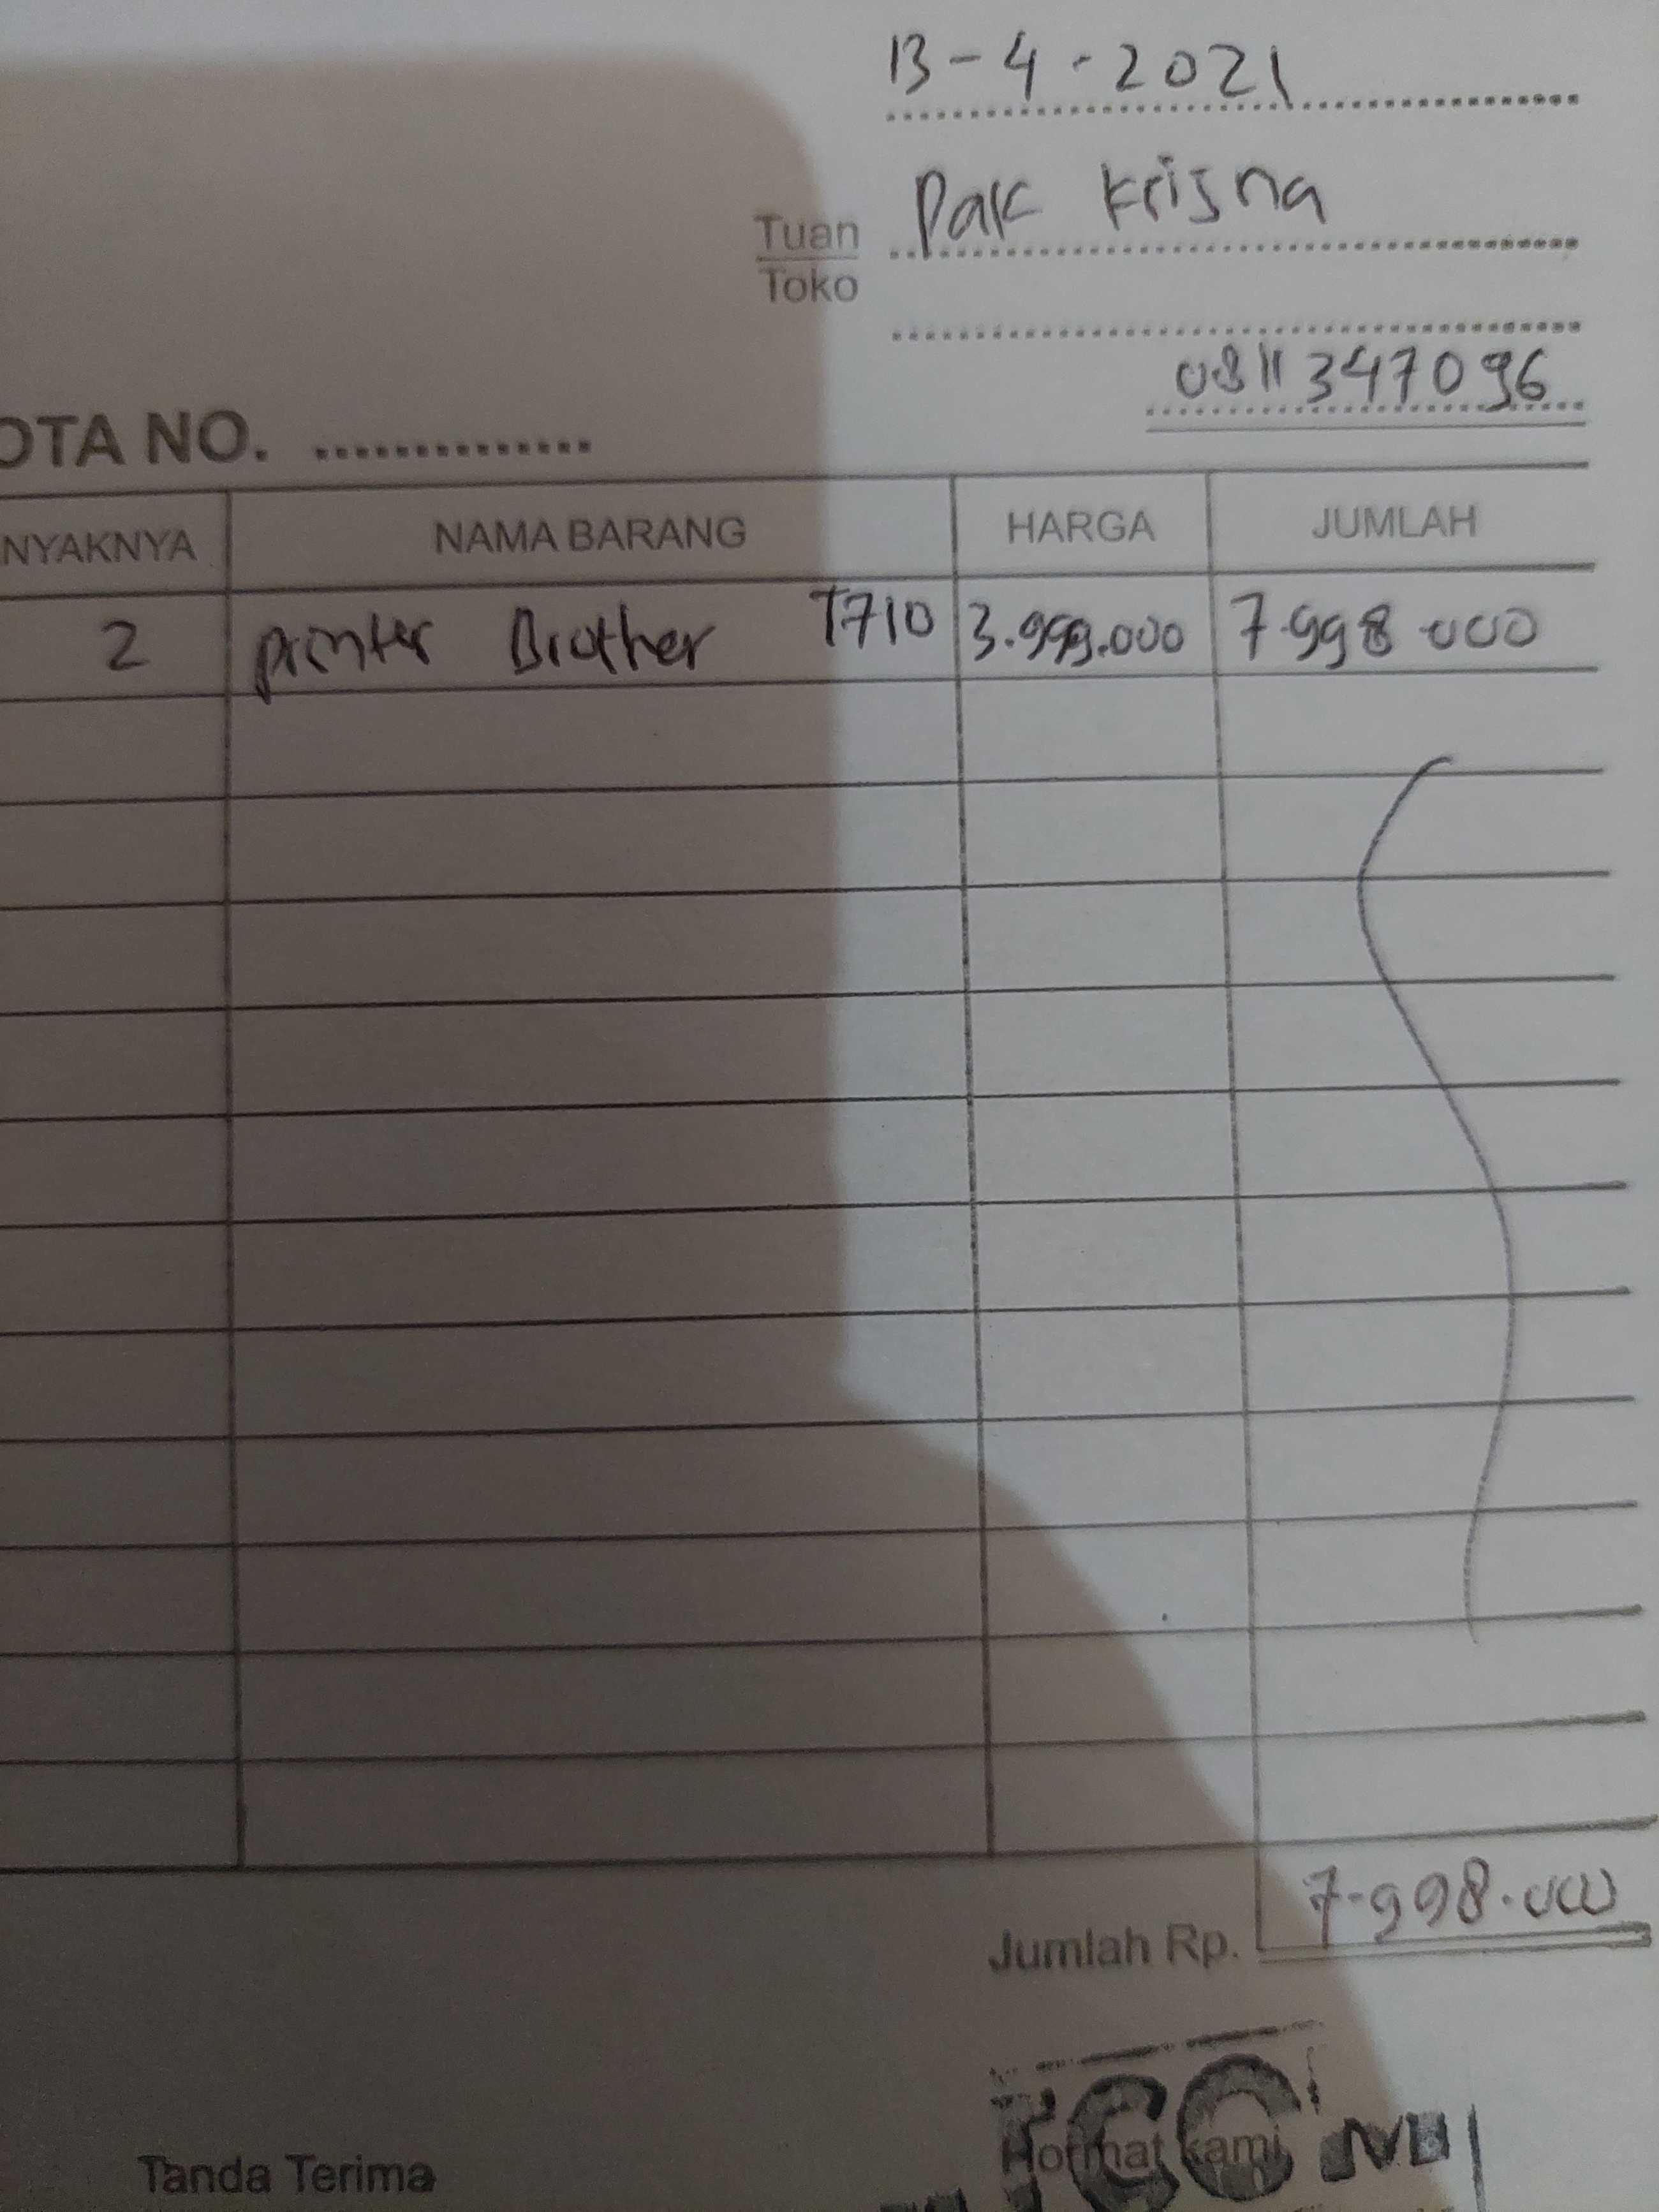 13-4-2021
Tuan Pak Krisna
Toko
0811347096
OTA NO. ..............
NYAKNYA NAMA BARANG HARGA JUMLAH
2 printer Brother T710 3.999.000 7.998.000
Jumlah Rp. 7.998.000
Tanda Terima Hormat kami